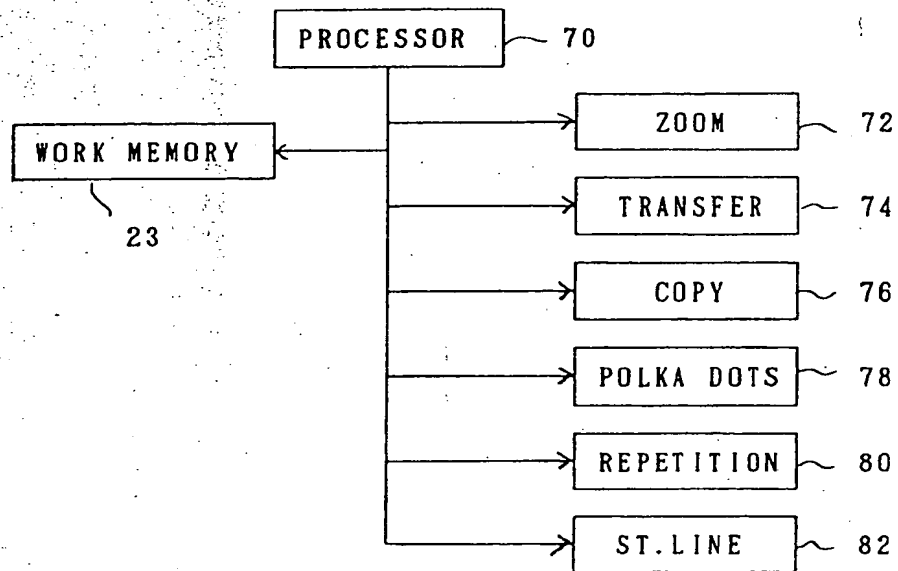 PROCESSOR 70
ZOOM 72
WORK MEMORY
TRANSFER 74
23
COPY 76
POLKA DOTS 78
REPETITION 80
ST.LINE 82